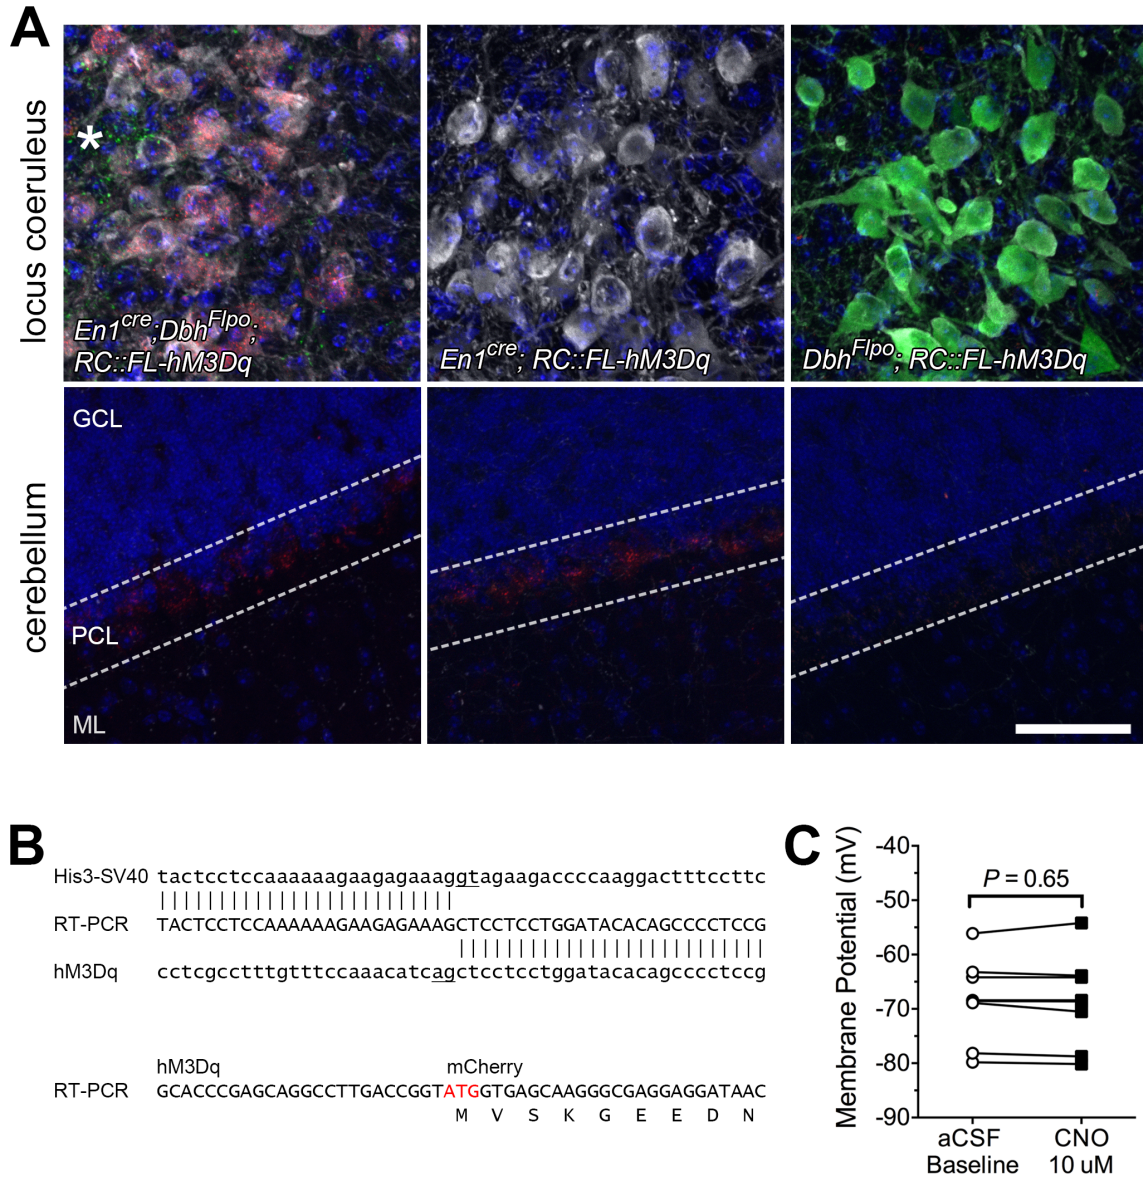 A
locus coeruleus
*
En1cre;DbhFlpo;
RC::FL-hM3Dq
En1cre; RC::FL-hM3Dq
DbhFlpo; RC::FL-hM3Dq
cerebellum
GCL
PCL
ML
B
His3-SV40 tactcctccaaaaaagaagagaaaggtagaagaccccaaggactttccttc
RT-PCR TACTCCTCCAAAAAAGAAGAGAAAGCTCCTCCTGGATACACAGCCCCTCCG
hM3Dq cctcgcctttgtttccaaacatcagctcctcctggatacacagcccctccg
hM3Dq mCherry
RT-PCR GCACCCGAGCAGGCCTTGACCGGTATGGTGAGCAAGGGCGAGGAGGATAAC
M V S K G E E D N
C
Membrane Potential (mV)
-40
-50
-60
-70
-80
-90
P = 0.65
aCSF
Baseline
CNO
10 uM